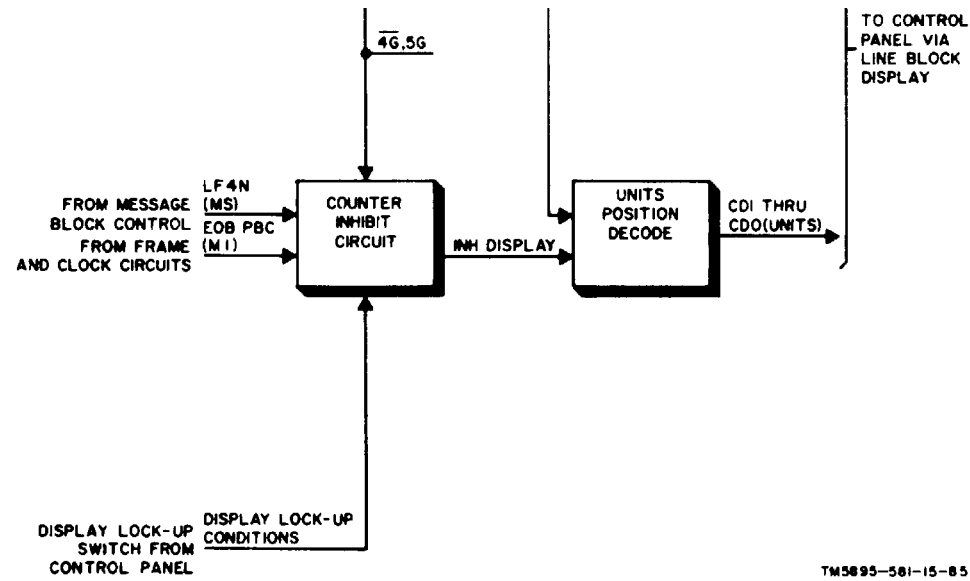 TO CONTROL
PANEL VIA
LINE BLOCK
DISPLAY
4G,5G
FROM MESSAGE
BLOCK CONTROL
LF4N
(MS)
EOB PBC
(MI)
FROM FRAME
AND CLOCK CIRCUITS
COUNTER
INHIBIT
CIRCUIT
INH DISPLAY
UNITS
POSITION
DECODE
CDI THRU
CDO(UNITS)
DISPLAY LOCK-UP
SWITCH FROM
CONTROL PANEL
DISPLAY LOCK-UP
CONDITIONS
TM5895-581-15-85